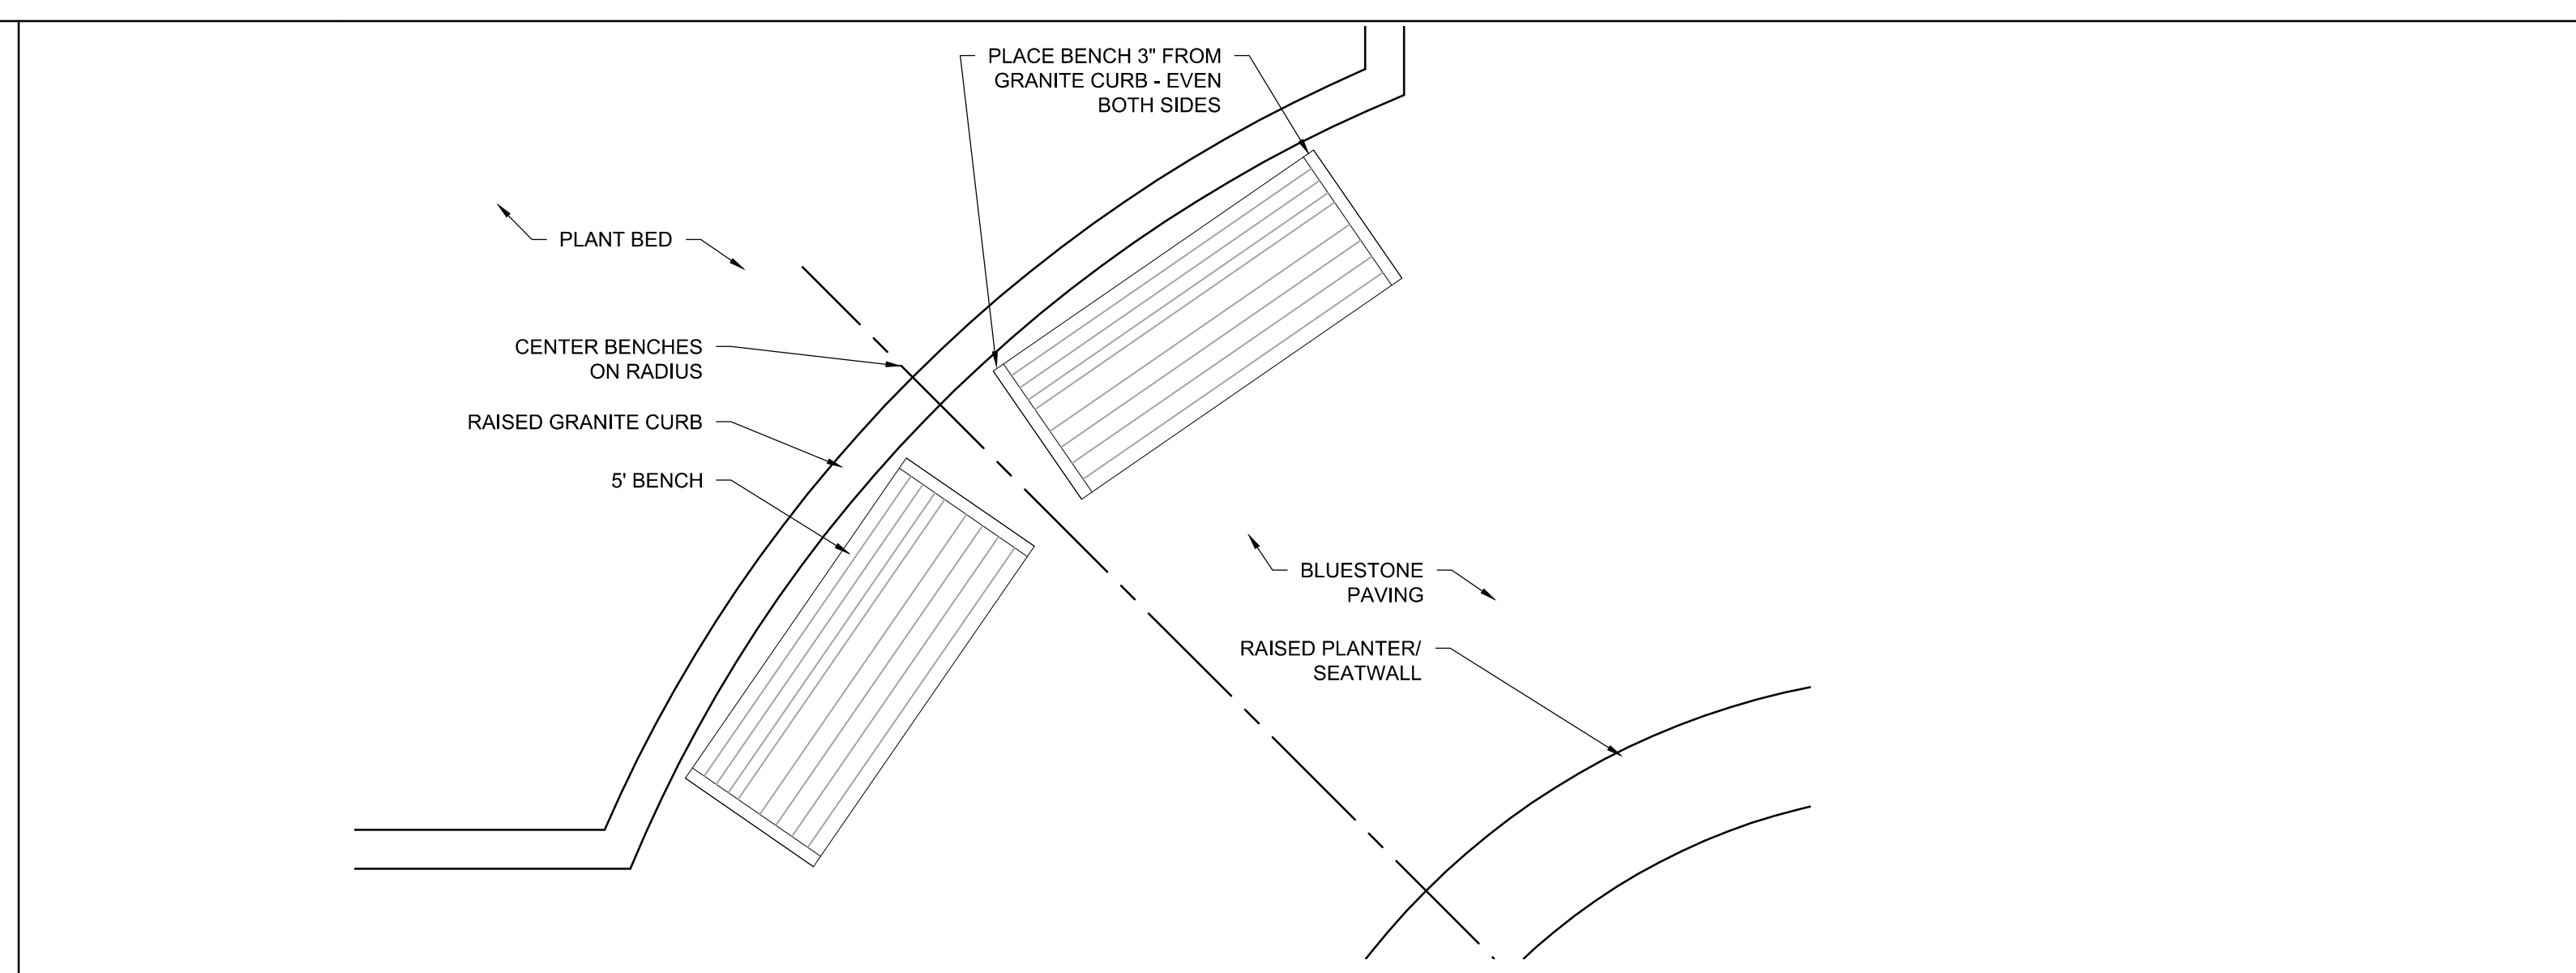 PLACE BENCH 3" FROM
GRANITE CURB - EVEN
BOTH SIDES
PLANT BED
CENTER BENCHES
ON RADIUS
RAISED GRANITE CURB
5' BENCH
BLUESTONE
PAVING
RAISED PLANTER/
SEATWALL